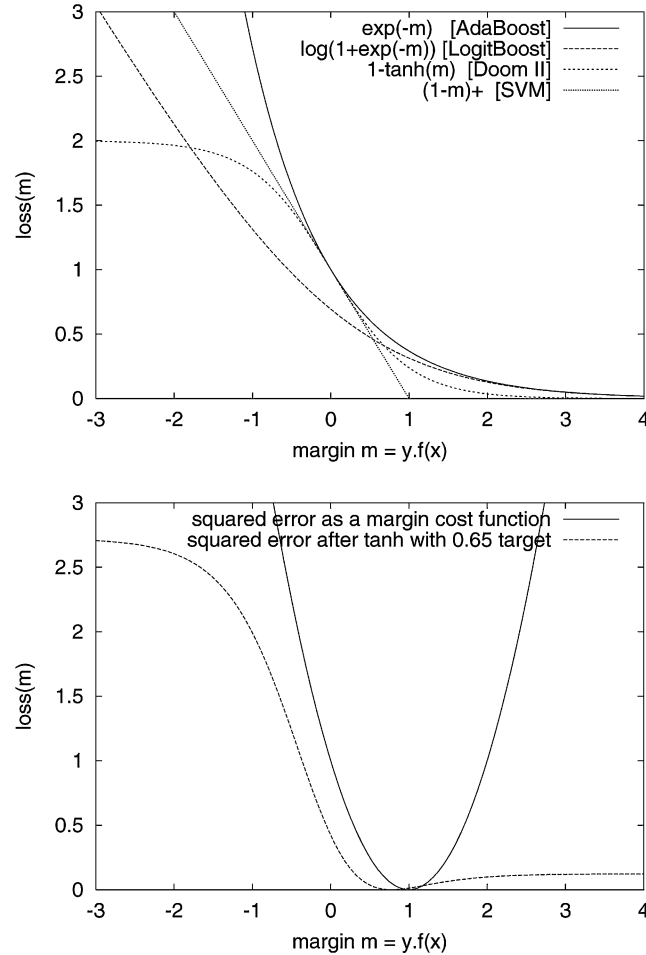 3
exp(-m) [AdaBoost]
log(1+exp(-m)) [LogitBoost]
1-tanh(m) [Doom II]
(1-m)+ [SVM]
2.5
2
1.5
1
0.5
0
loss(m)
-3 -2 -1 0 1 2 3 4
margin m = y.f(x)
3
squared error as a margin cost function
squared error after tanh with 0.65 target
2.5
2
1.5
1
0.5
0
loss(m)
-3 -2 -1 0 1 2 3 4
margin m = y.f(x)